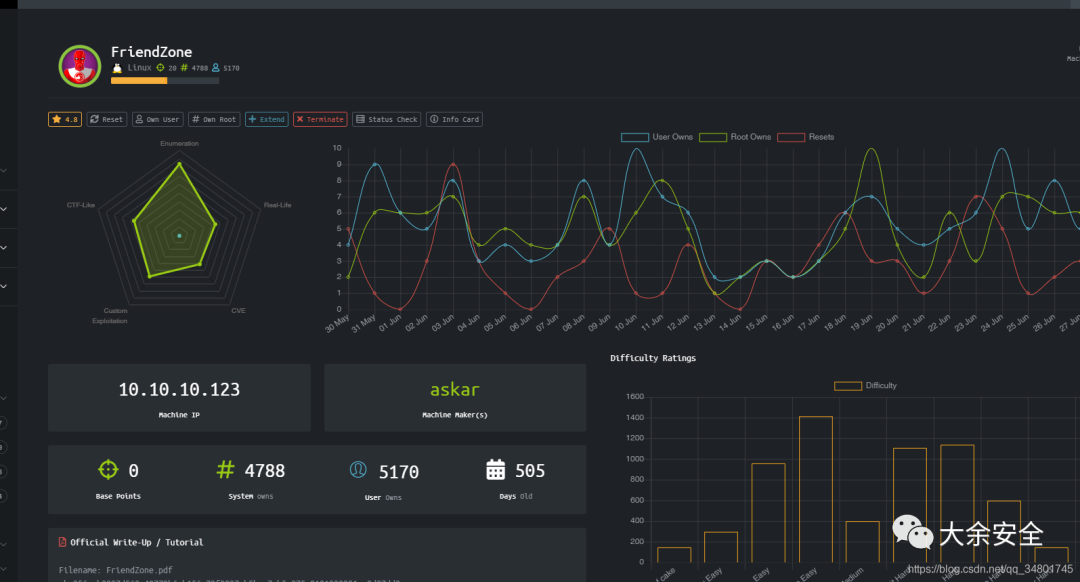 FriendZone
Linux 20 # 4788 5170
Mac
4.8 Reset Own User # Own Root Extend Terminate Status Check Info Card
Enumeration
CTF-Like
Real-Life
Custom
Exploitation
CVE
User Owns Root Owns Resets
10
9
8
7
6
5
4
3
2
1
0
30 May 31 May 01 Jun 02 Jun 03 Jun 04 Jun 05 Jun 06 Jun 07 Jun 08 Jun 09 Jun 10 Jun 11 Jun 12 Jun 13 Jun 14 Jun 15 Jun 16 Jun 17 Jun 18 Jun 19 Jun 20 Jun 21 Jun 22 Jun 23 Jun 24 Jun 25 Jun 26 Jun 27 Jun
10.10.10.123
Machine IP
askar
Machine Maker(s)
0
Base Points
# 4788
System owns
5170
User Owns
505
Days Old
Difficulty Ratings
Difficulty
1600
1400
1200
1000
800
600
400
200
0
cake Easy Easy Easy
Official Write-Up / Tutorial
Filename: FriendZone.pdf
大余安全
https://blog.csdn.net/qq_34801745